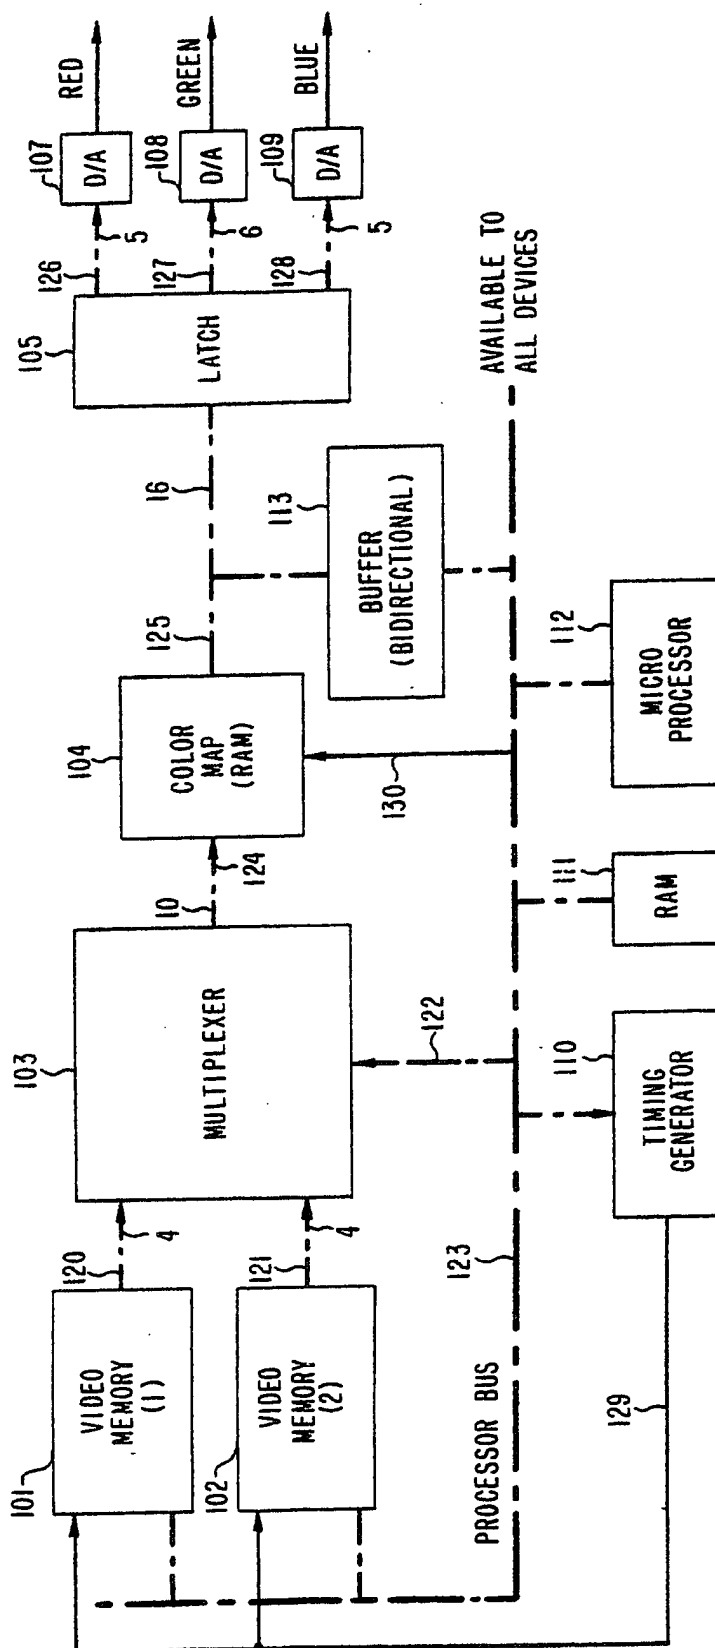 101
VIDEO
MEMORY
(1)
120
4
102
VIDEO
MEMORY
(2)
121
4
103
MULTIPLEXER
10
124
122
104
COLOR
MAP
(RAM)
125
16
130
113
BUFFER
(BIDIRECTIONAL)
105
LATCH
126
5
107
D/A
RED
127
6
108
D/A
GREEN
128
5
109
D/A
BLUE
PROCESSOR BUS
123
AVAILABLE TO
ALL DEVICES
129
110
TIMING
GENERATOR
111
RAM
112
MICRO
PROCESSOR